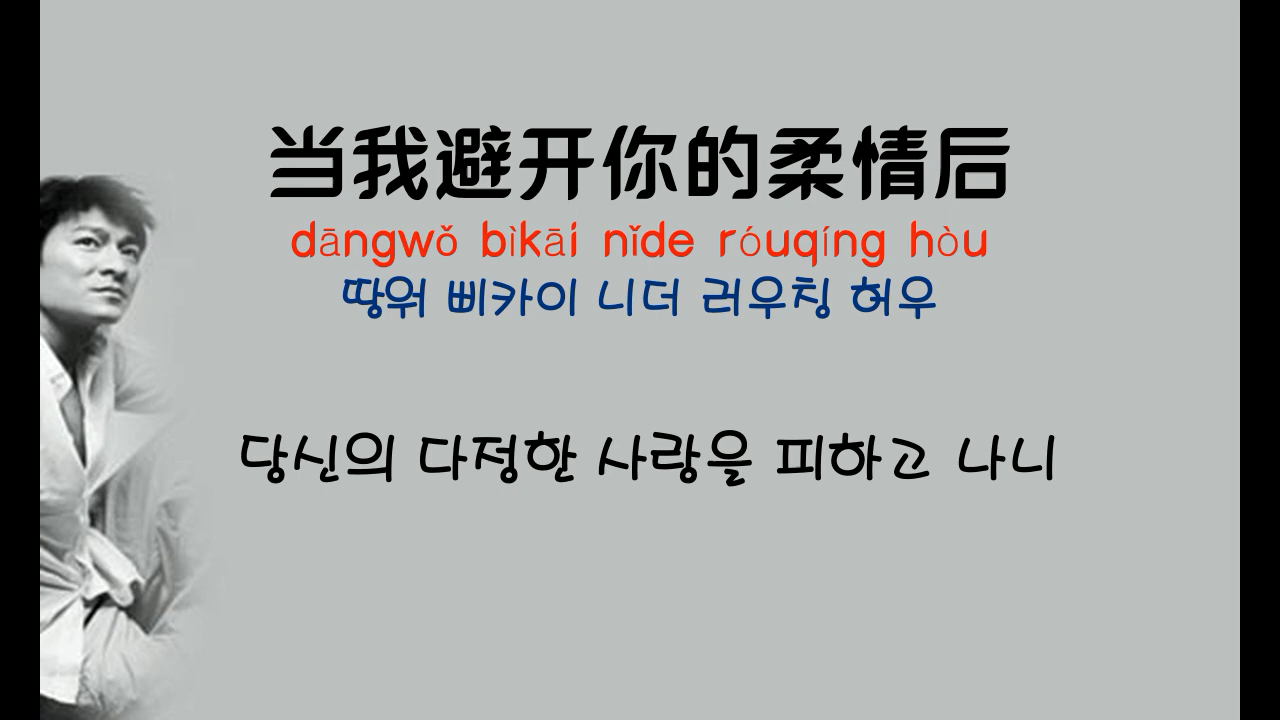 当我避开你的柔情后
dāngwǒ bìkāi nǐde róuqíng hòu
땅워 삐카이 니더 러우칭 허우
당신의 다정한 사랑을 피하고 나니